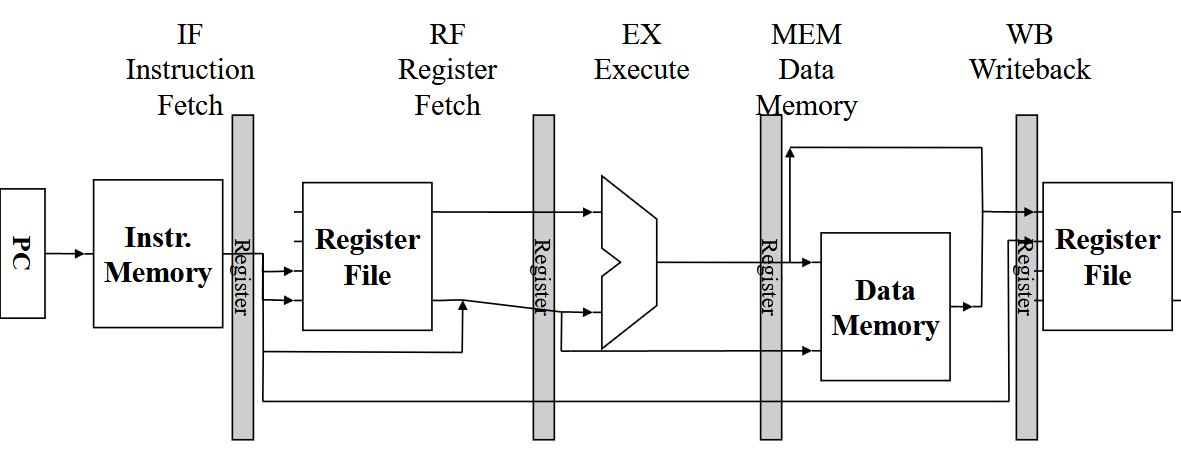 IF
Instruction
Fetch
RF
Register
Fetch
EX
Execute
MEM
Data
Memory
WB
Writeback
PC
Instr.
Memory
Register
Register
File
Register
Register
Data
Memory
Register
Register
File